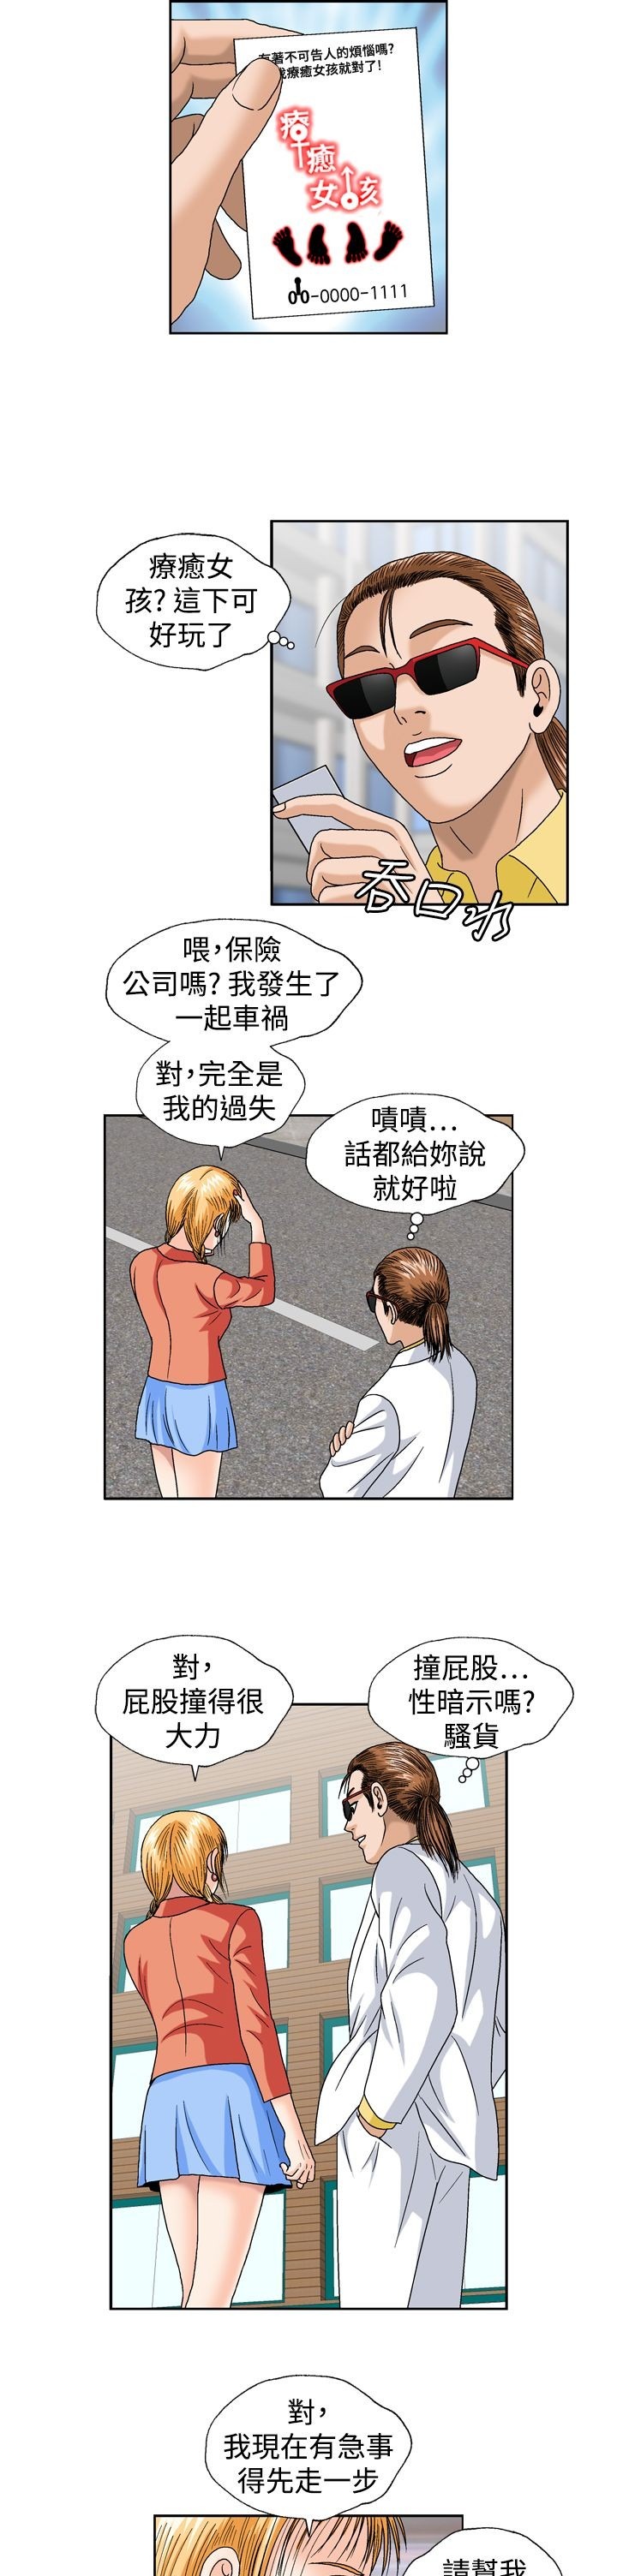 著不可告人的煩惱嗎?
療癒女孩就對了!
療
癒
女孩
00-0000-1111
療癒女
孩?這下可
好玩了
吞口水
喂,保險
公司嗎?我發生了
一起車禍
對,完全是
我的過失
嘖嘖...
話都給妳說
就好啦
對,
屁股撞得很
大力
撞屁股...
性暗示嗎?
騷貨
對,
我現在有急事
得先走一步
請幫我